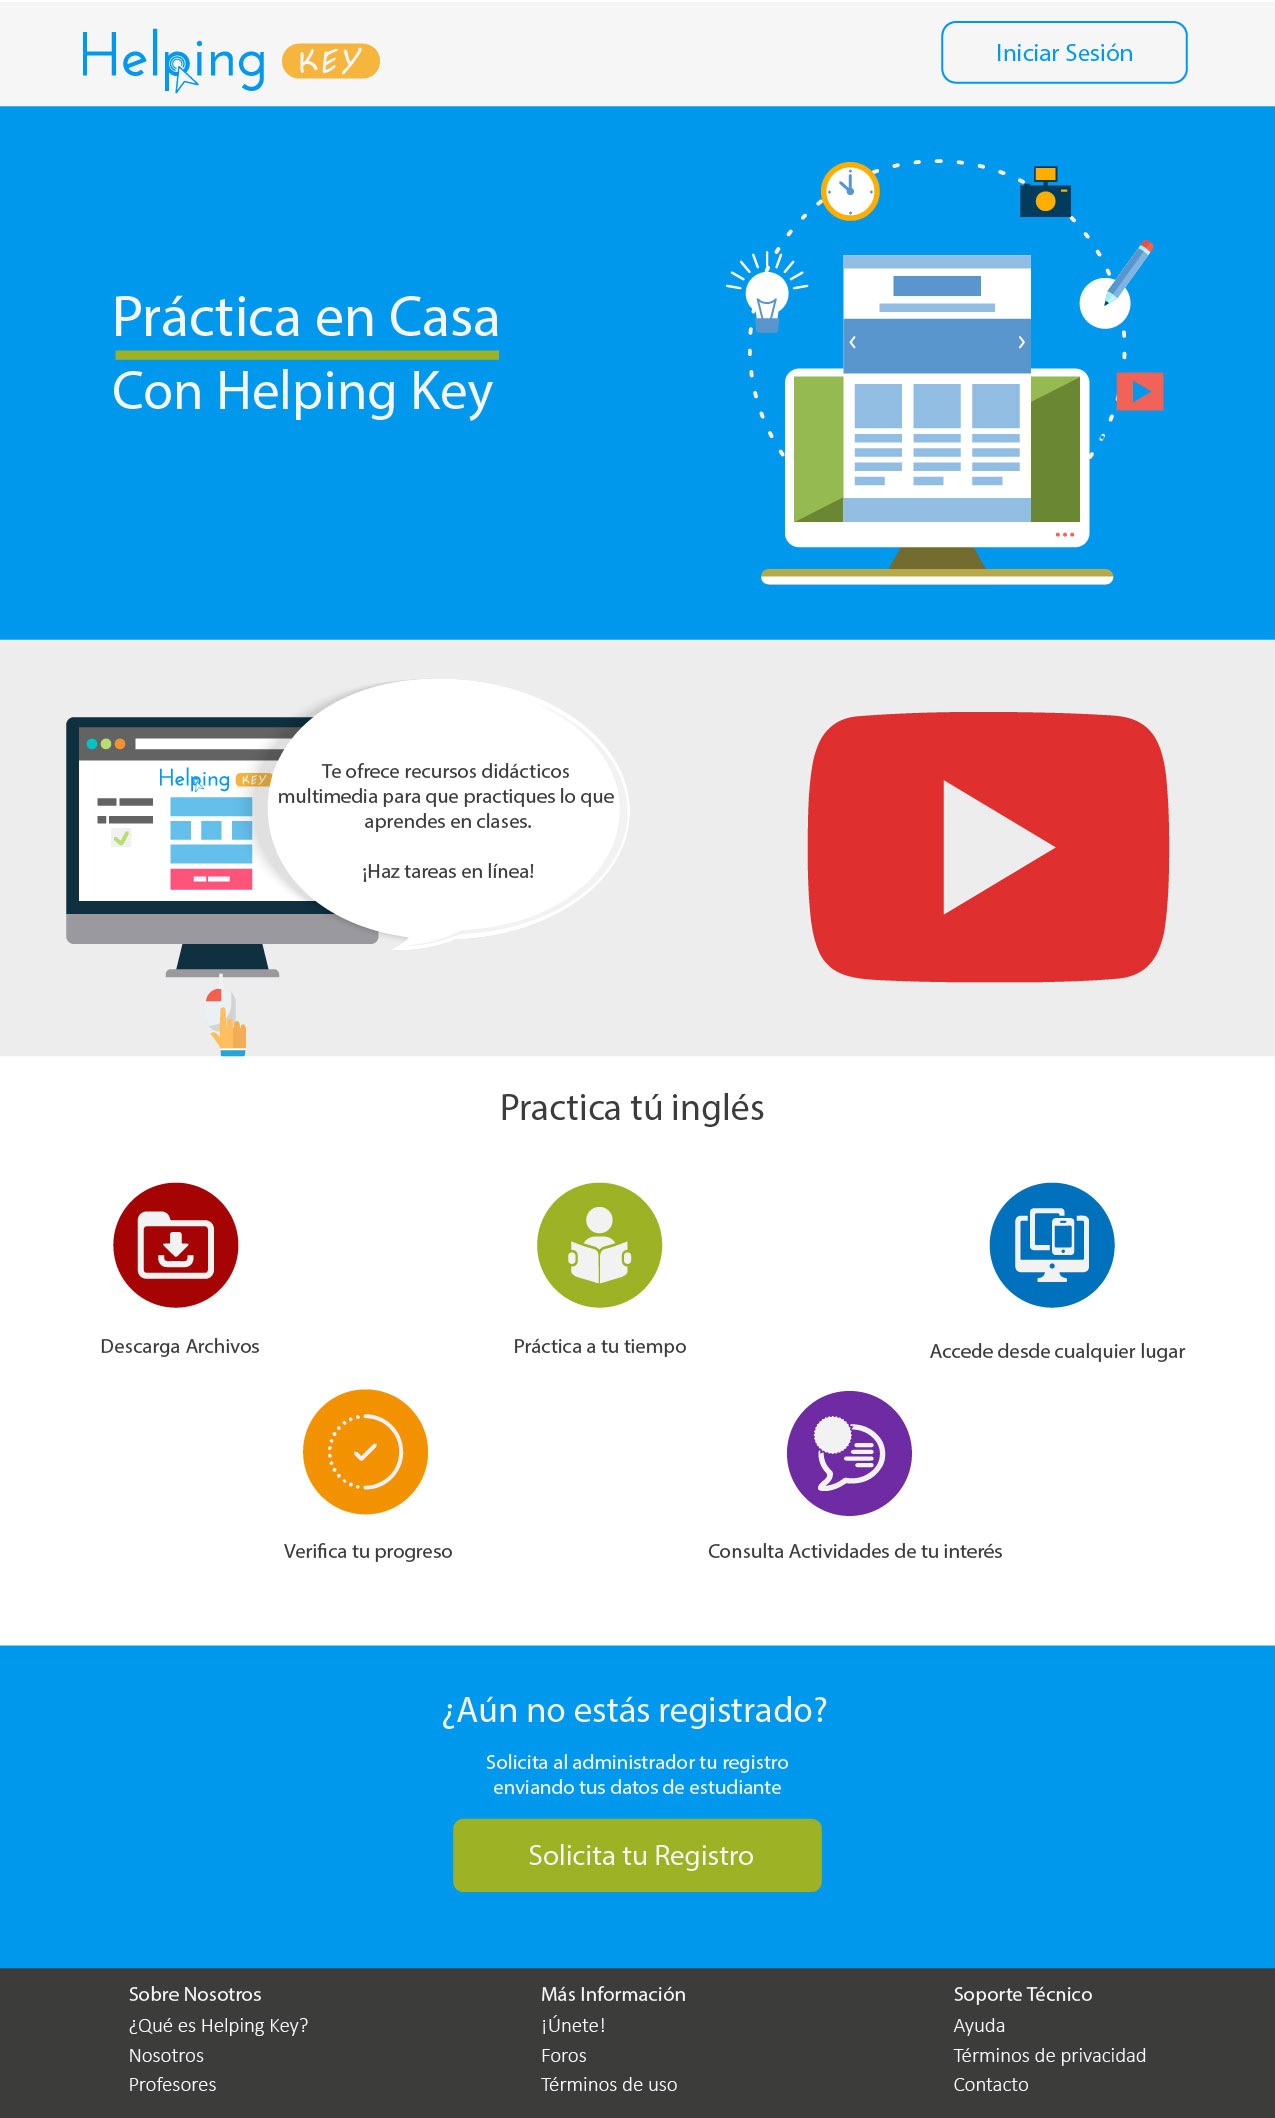 Helping KEY
Iniciar Sesión
Práctica en Casa
Con Helping Key
Helping KEY
Te ofrece recursos didácticos
multimedia para que practiques lo que
aprendes en clases.
¡Haz tareas en línea!
Practica tú inglés
Descarga Archivos
Práctica a tu tiempo
Accede desde cualquier lugar
Verifica tu progreso
Consulta Actividades de tu interés
¿Aún no estás registrado?
Solicita al administrador tu registro
enviando tus datos de estudiante
Solicita tu Registro
Sobre Nosotros
¿Qué es Helping Key?
Nosotros
Profesores
Más Información
¡Únete!
Foros
Términos de uso
Soporte Técnico
Ayuda
Términos de privacidad
Contacto